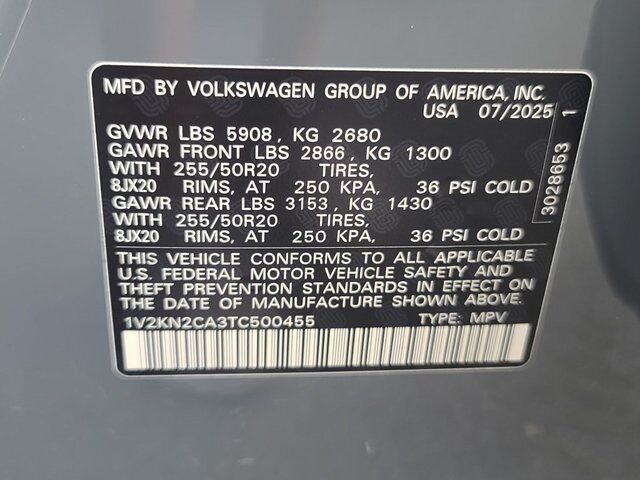 MFD BY VOLKSWAGEN GROUP OF AMERICA, INC.
USA 07/2025
GVWR LBS 5908, KG 2680
GAWR FRONT LBS 2866, KG 1300
WITH 255/50R20 TIRES,
8JX20 RIMS, AT 250 KPA, 36 PSI COLD
GAWR REAR LBS 3153, KG 1430
WITH 255/50R20 TIRES,
8JX20 RIMS, AT 250 KPA, 36 PSI COLD
THIS VEHICLE CONFORMS TO ALL APPLICABLE
U.S. FEDERAL MOTOR VEHICLE SAFETY AND
THEFT PREVENTION STANDARDS IN EFFECT ON
THE DATE OF MANUFACTURE SHOWN ABOVE.
1V2KN2CA3TC500455 TYPE: MPV
3028653 1